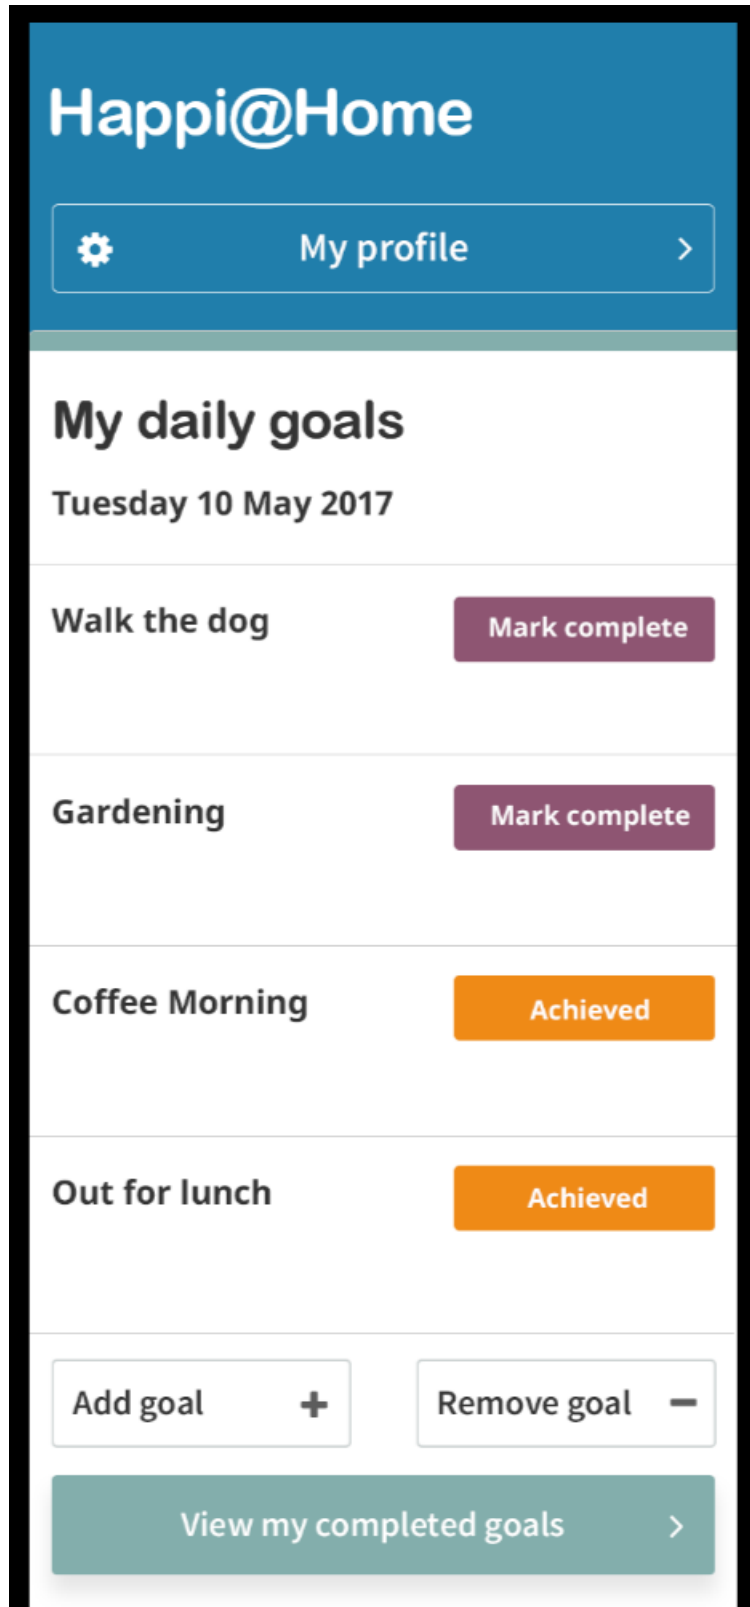 Happi@Home
My profile
My daily goals
Tuesday 10 May 2017
Walk the dog
Mark complete
Gardening
Mark complete
Coffee Morning
Achieved
Out for lunch
Achieved
Add goal +
Remove goal −
View my completed goals